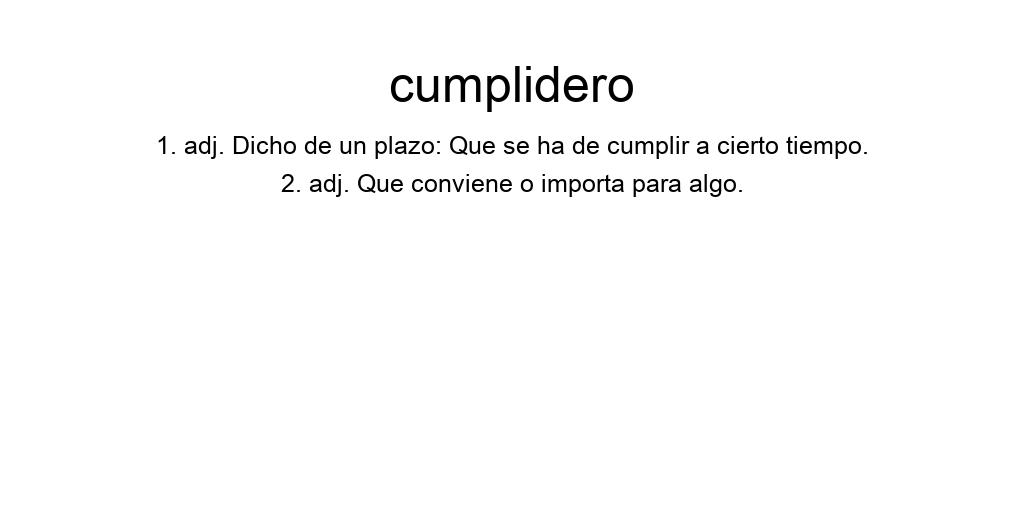 cumplidero
1. adj. Dicho de un plazo: Que se ha de cumplir a cierto tiempo.
2. adj. Que conviene o importa para algo.